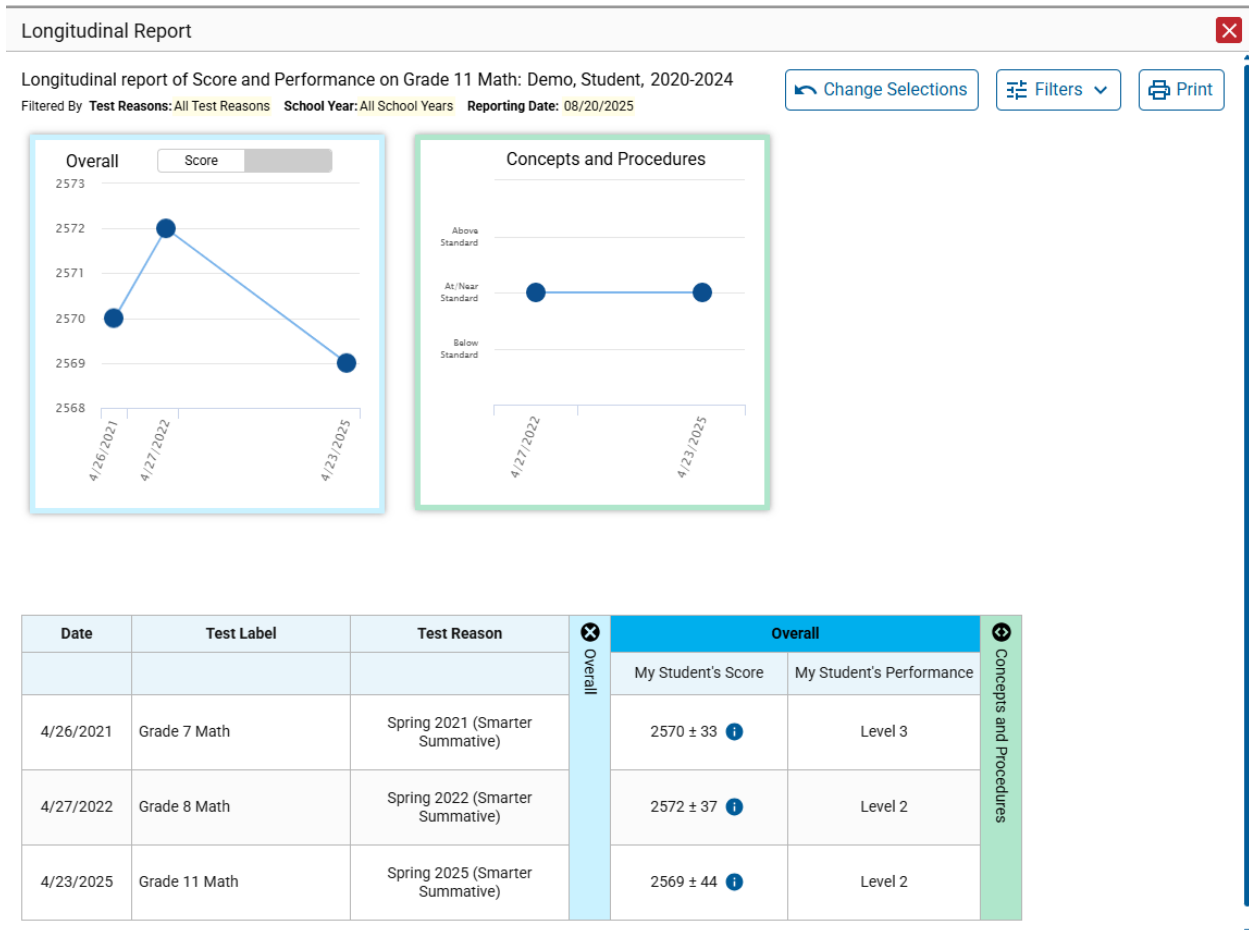 Longitudinal Report
Longitudinal report of Score and Performance on Grade 11 Math: Demo, Student, 2020-2024
Filtered By Test Reasons: All Test Reasons School Year: All School Years Reporting Date: 08/20/2025
Change Selections
Filters
Print
Overall
Score
2573
2572
2571
2570
2569
2568
4/26/2021
4/27/2022
4/23/2025
Concepts and Procedures
Above
Standard
At/Near
Standard
Below
Standard
4/27/2022
4/23/2025
Date Test Label Test Reason Overall Overall Concepts and Procedures
My Student's Score My Student's Performance
4/26/2021 Grade 7 Math Spring 2021 (Smarter
Summative) 2570 ± 33 Level 3
4/27/2022 Grade 8 Math Spring 2022 (Smarter
Summative) 2572 ± 37 Level 2
4/23/2025 Grade 11 Math Spring 2025 (Smarter
Summative) 2569 ± 44 Level 2